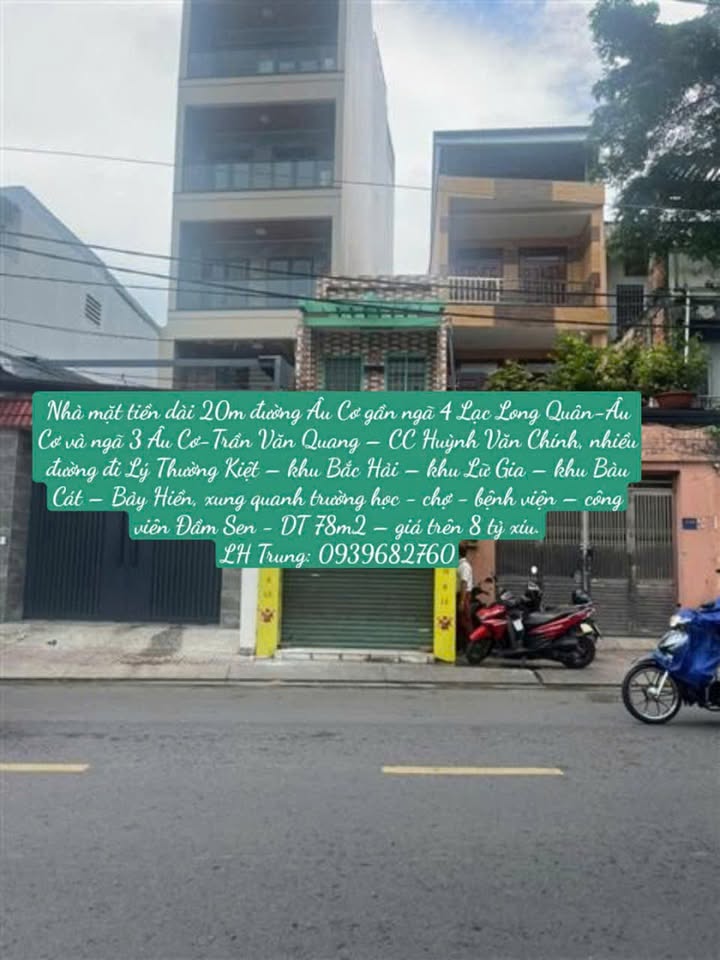 Nhà mặt tiền dài 20m đường Âu Cơ gần ngã 4 Lạc Long Quân-Âu
Cơ và ngã 3 Âu Cơ-Trần Văn Quang – CC Huỳnh Văn Chính, nhiều
đường đi Lý Thường Kiệt – khu Bắc Hải – khu Lữ Gia – khu Bàu
Cát – Bảy Hiền, xung quanh trường học - chợ - bệnh viện – công
viên Đầm Sen - DT 78m2 – giá trên 8 tỷ xíu.
LH Trung: 0939682760